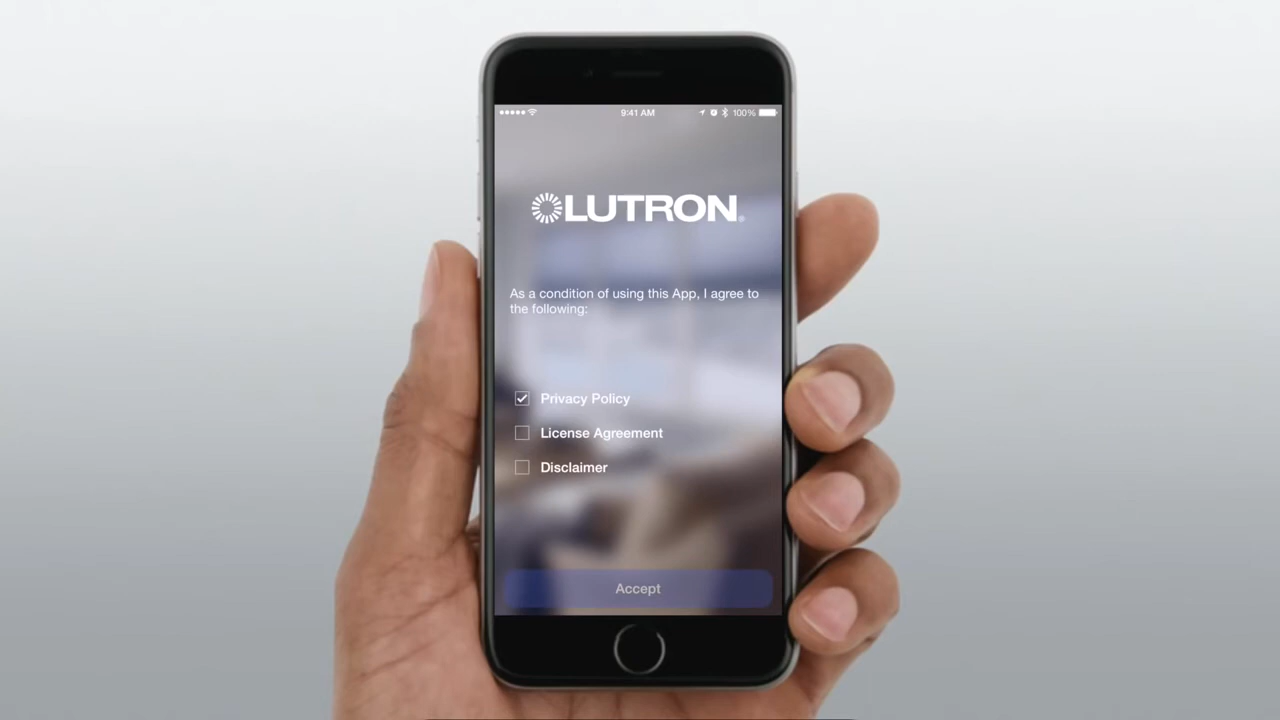 9:41 AM
100%
LUTRON
As a condition of using this App, I agree to
the following:
Privacy Policy
License Agreement
Disclaimer
Accept